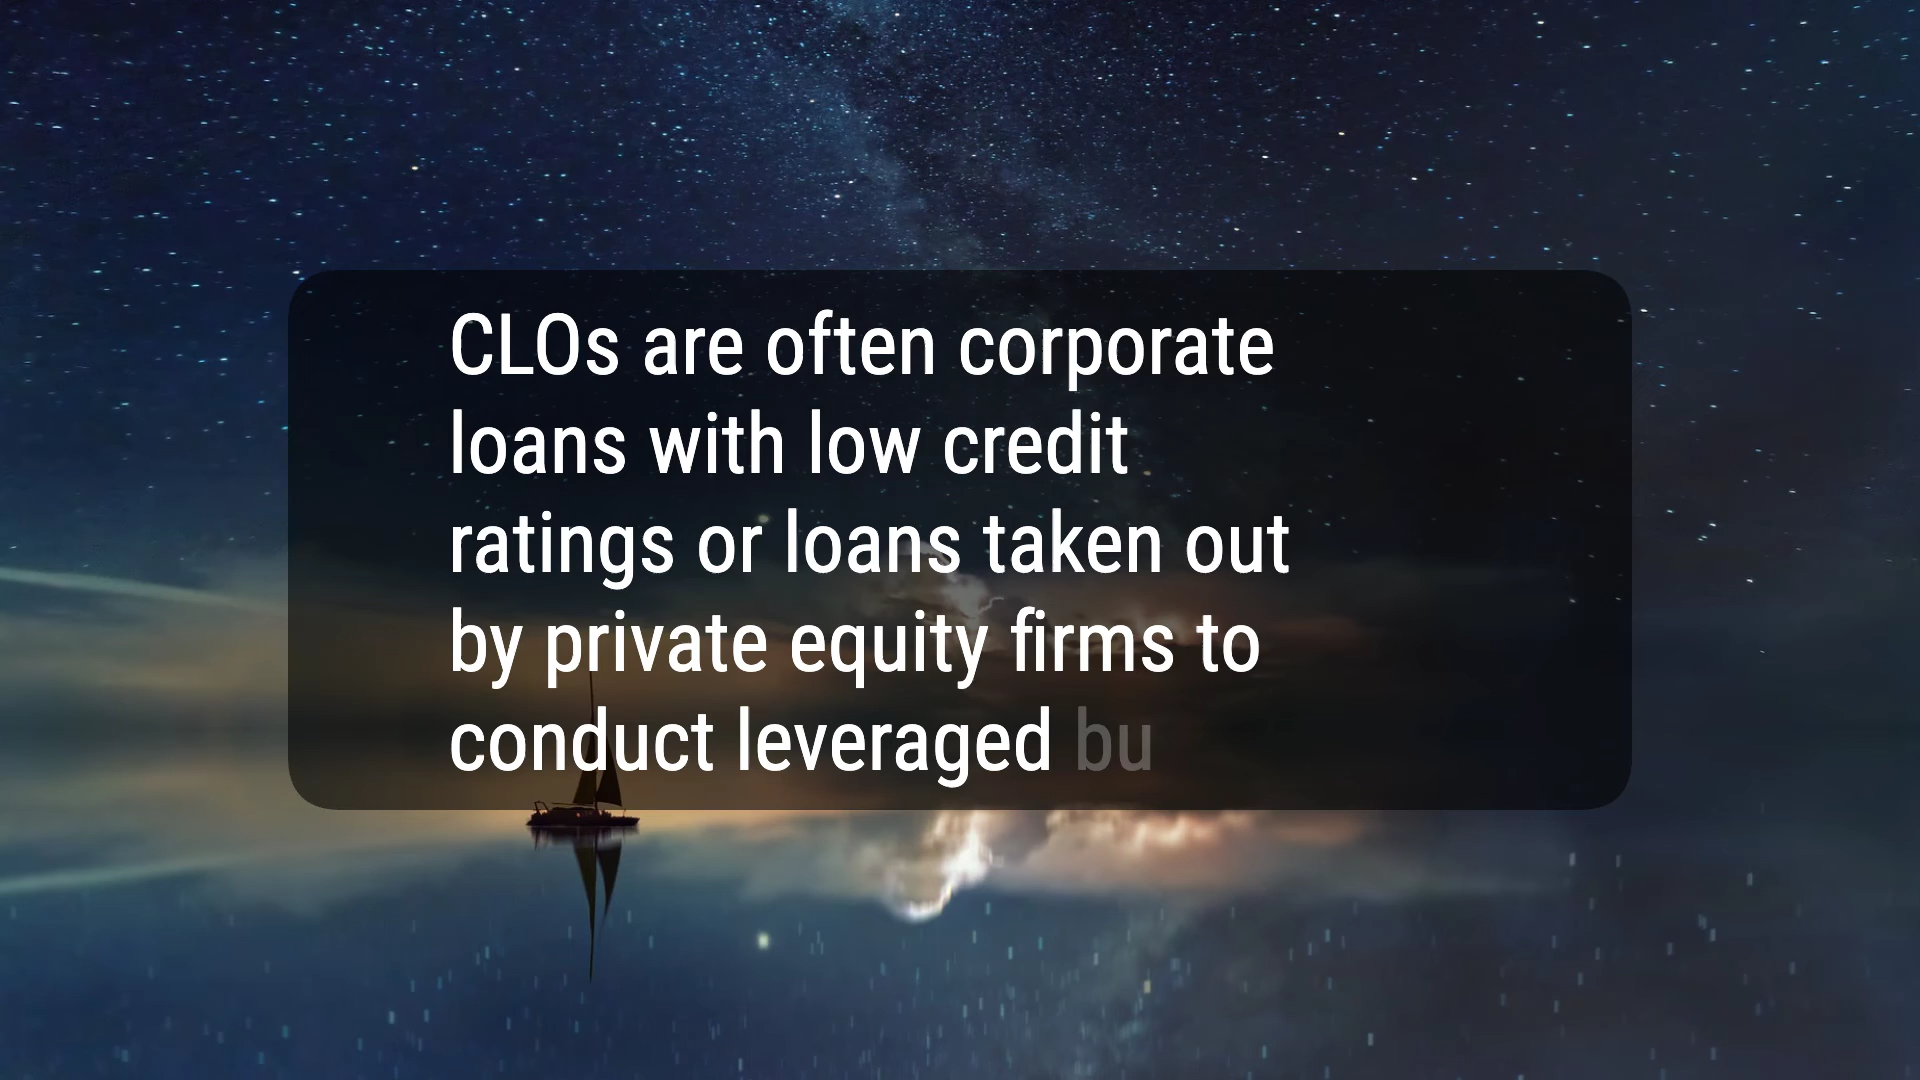 CLOs are often corporate
loans with low credit
ratings or loans taken out
by private equity firms to
conduct leveraged bu